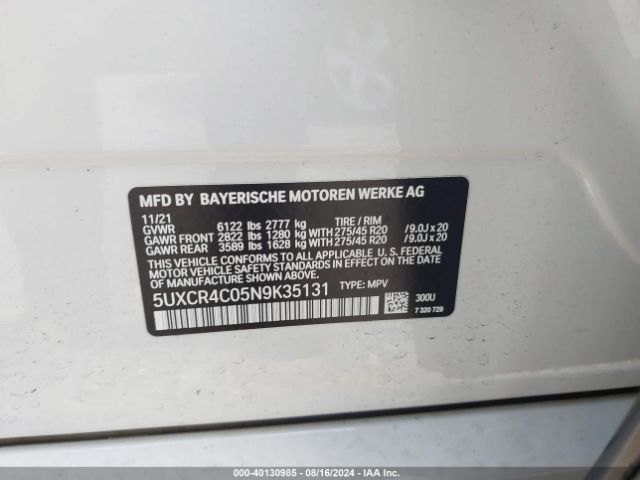 MFD BY BAYERISCHE MOTOREN WERKE AG
11/21
GVWR 6122 lbs 2777 kg TIRE / RIM
GAWR FRONT 2822 lbs 1280 kg WITH 275/45 R20 /9.0J x 20
GAWR REAR 3589 lbs 1628 kg WITH 275/45 R20 /9.0J x 20
THIS VEHICLE CONFORMS TO ALL APPLICABLE U.S. FEDERAL
MOTOR VEHICLE SAFETY STANDARDS IN EFFECT ON THE DATE
OF MANUFACTURE SHOWN ABOVE.
5UXCR4C05N9K35131 TYPE: MPV
300U
7 320 729
000-40130985 - 08/16/2024 - IAA Inc.